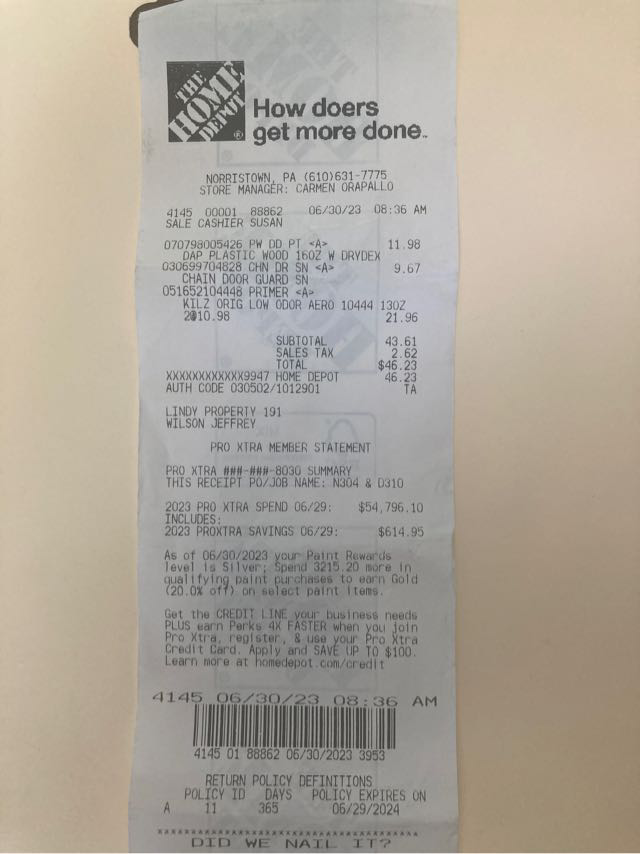 THE
HOME
DEPOT
®
How doers
get more done™
NORRISTOWN, PA (610)631-7775
STORE MANAGER: CARMEN ORAPALLO
4145 00001 88862 06/30/23 08:36 AM
SALE CASHIER SUSAN
070798005426 PW DD PT <A> 11.98
DAP PLASTIC WOOD 16OZ W DRYDEX
030699704828 CHN DR SN <A> 9.67
CHAIN DOOR GUARD SN
051652104448 PRIMER <A>
KILZ ORIG LOW ODOR AERO 10444 13OZ
2@10.98 21.96
SUBTOTAL 43.61
SALES TAX 2.62
TOTAL $46.23
XXXXXXXXXXXX9947 HOME DEPOT 46.23
AUTH CODE 030502/1012901 TA
LINDY PROPERTY 191
WILSON JEFFREY
PRO XTRA MEMBER STATEMENT
PRO XTRA ###-###-8030 SUMMARY
THIS RECEIPT PO/JOB NAME: N304 & D310
2023 PRO XTRA SPEND 06/29: $54,796.10
INCLUDES:
2023 PROXTRA SAVINGS 06/29: $614.95
As of 06/30/2023 your Paint Rewards
level is Silver; Spend 3215.20 more in
qualifying paint purchases to earn Gold
(20.0% off) on select paint items.
Get the CREDIT LINE your business needs
PLUS earn Perks 4X FASTER when you join
Pro Xtra, register, & use your Pro Xtra
Credit Card. Apply and SAVE UP TO $100.
Learn more at homedepot.com/credit
4145 06/30/23 08:36 AM
4145 01 88862 06/30/2023 3953
RETURN POLICY DEFINITIONS
POLICY ID DAYS POLICY EXPIRES ON
A 11 365 06/29/2024
DID WE NAIL IT?